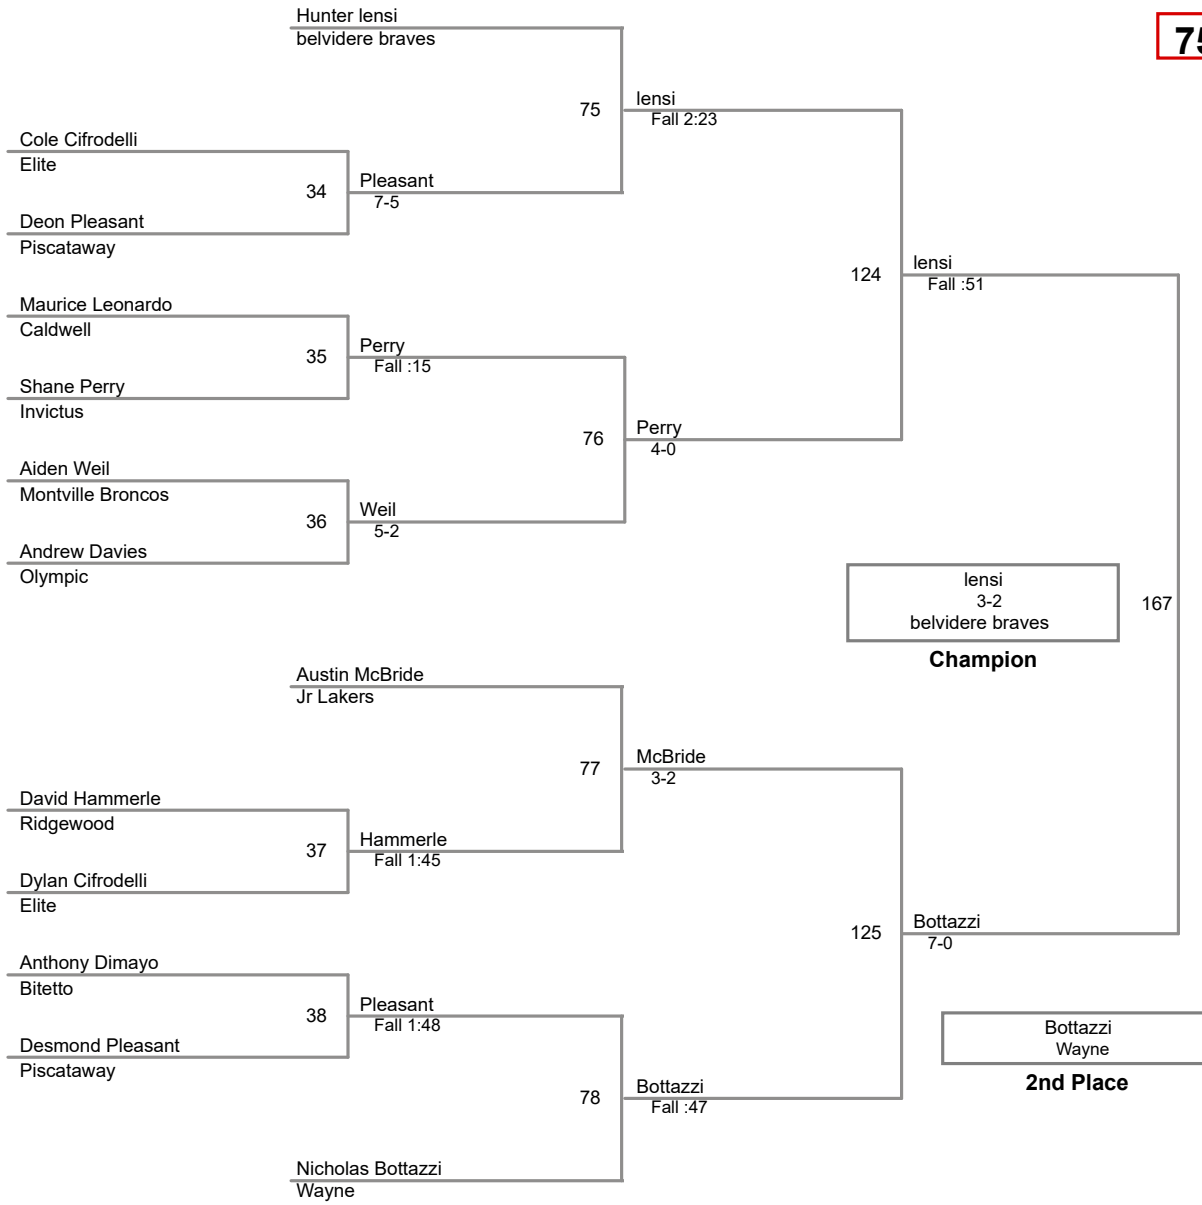 Hunter Iensi
belvidere braves
75
75
Iensi
Fall 2:23
Cole Cifrodelli
Elite
34
Pleasant
7-5
Deon Pleasant
Piscataway
124
Iensi
Fall :51
Maurice Leonardo
Caldwell
35
Perry
Fall :15
Shane Perry
Invictus
76
Perry
4-0
Aiden Weil
Montville Broncos
36
Weil
5-2
Andrew Davies
Olympic
Iensi
3-2
belvidere braves
Champion
167
Austin McBride
Jr Lakers
77
McBride
3-2
David Hammerle
Ridgewood
37
Hammerle
Fall 1:45
Dylan Cifrodelli
Elite
125
Bottazzi
7-0
Anthony Dimayo
Bitetto
38
Pleasant
Fall 1:48
Desmond Pleasant
Piscataway
Bottazzi
Wayne
2nd Place
78
Bottazzi
Fall :47
Nicholas Bottazzi
Wayne